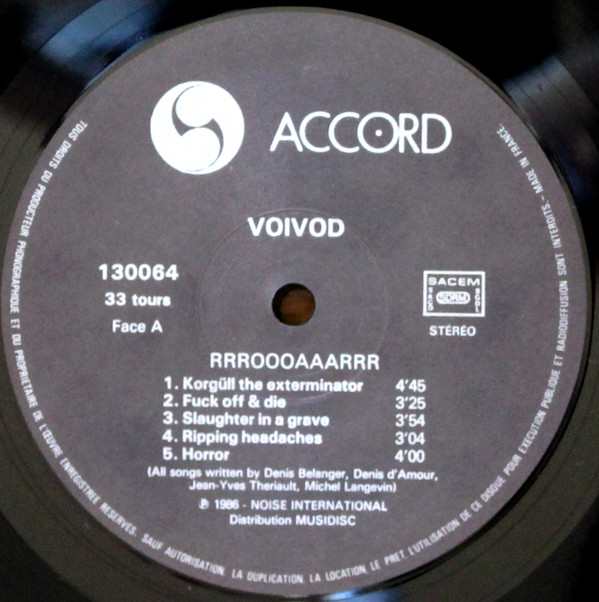 ACCORD
VOIVOD
130064
33 tours
Face A
SACEM
SACD
SDRM
SGDL
STÉRÉO
RRROOOAAARRR
1. Korgüll the exterminator 4'45
2. Fuck off & die 3'25
3. Slaughter in a grave 3'54
4. Ripping headaches 3'04
5. Horror 4'00
(All songs written by Denis Belanger, Denis d'Amour,
Jean-Yves Theriault, Michel Langevin)
℗ 1986 - NOISE INTERNATIONAL
Distribution MUSIDISC
TOUS DROITS DU PRODUCTEUR PHONOGRAPHIQUE ET DU PROPRIETAIRE DE L'ŒUVRE ENREGISTREE RESERVES. SAUF AUTORISATION, LA DUPLICATION, LA LOCATION, LE PRET, L'UTILISATION DE CE DISQUE POUR EXECUTION PUBLIQUE ET RADIODIFFUSION SONT INTERDITS - MADE IN FRANCE.